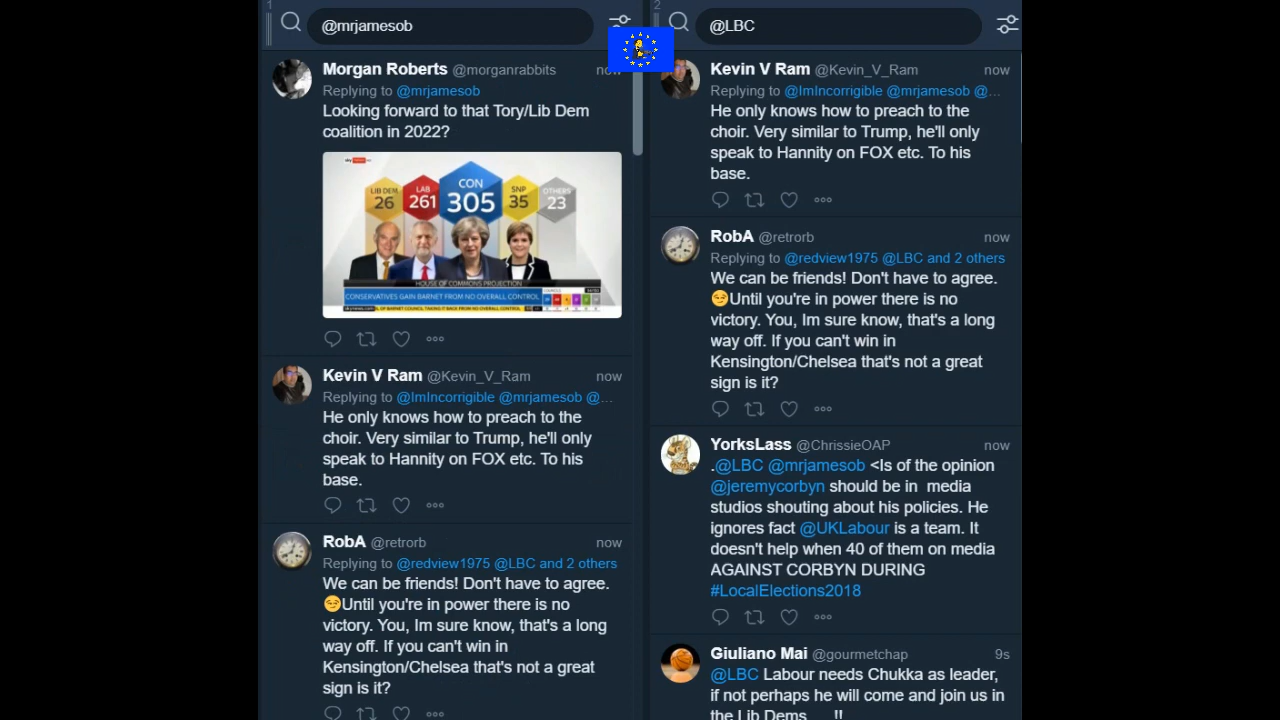 1
@mrjamesob
Morgan Roberts @morganrabbits now
Replying to @mrjamesob
Looking forward to that Tory/Lib Dem
coalition in 2022?
sky news
LIB DEM
26
LAB
261
CON
305
SNP
35
OTHERS
23
HOUSE OF COMMONS PROJECTION
CONSERVATIVES GAIN BARNET FROM NO OVERALL CONTROL
Kevin V Ram @Kevin_V_Ram now
Replying to @ImIncorrigible @mrjamesob @…
He only knows how to preach to the
choir. Very similar to Trump, he'll only
speak to Hannity on FOX etc. To his
base.
RobA @retrorb now
Replying to @redview1975 @LBC and 2 others
We can be friends! Don't have to agree.
😏Until you're in power there is no
victory. You, Im sure know, that's a long
way off. If you can't win in
Kensington/Chelsea that's not a great
sign is it?
2
@LBC
Kevin V Ram @Kevin_V_Ram now
Replying to @ImIncorrigible @mrjamesob @…
He only knows how to preach to the
choir. Very similar to Trump, he'll only
speak to Hannity on FOX etc. To his
base.
RobA @retrorb now
Replying to @redview1975 @LBC and 2 others
We can be friends! Don't have to agree.
😏Until you're in power there is no
victory. You, Im sure know, that's a long
way off. If you can't win in
Kensington/Chelsea that's not a great
sign is it?
YorksLass @ChrissieOAP now
.@LBC @mrjamesob <Is of the opinion
@jeremycorbyn should be in  media
studios shouting about his policies. He
ignores fact @UKLabour is a team. It
doesn't help when 40 of them on media
AGAINST CORBYN DURING
#LocalElections2018
Giuliano Mai @gourmetchap 9s
@LBC Labour needs Chukka as leader,
if not perhaps he will come and join us in
the Lib Dems.....!!